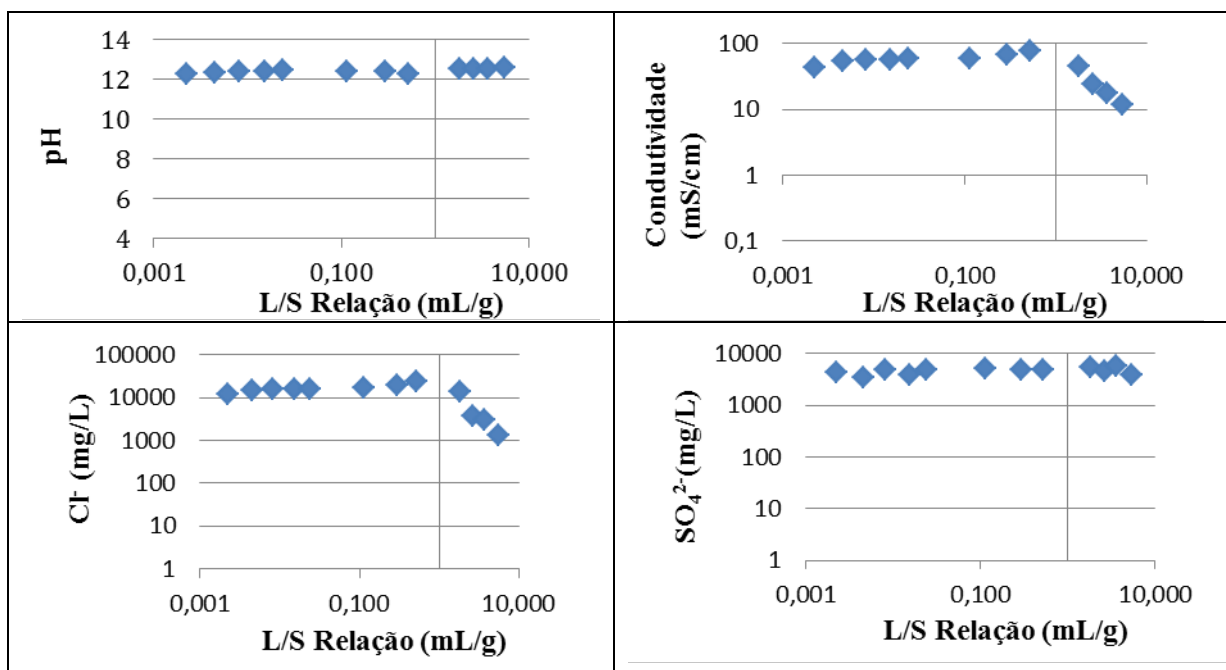 14
12
10
8
6
4
pH
0,001 0,100 10,000
L/S Relação (mL/g)
100
10
1
0,1
Condutividade
(mS/cm)
0,001 0,100 10,000
L/S Relação (mL/g)
100000
10000
1000
100
10
1
Cl- (mg/L)
0,001 0,100 10,000
L/S Relação (mL/g)
10000
1000
100
10
1
SO₄²⁻(mg/L)
0,001 0,100 10,000
L/S Relação (mL/g)